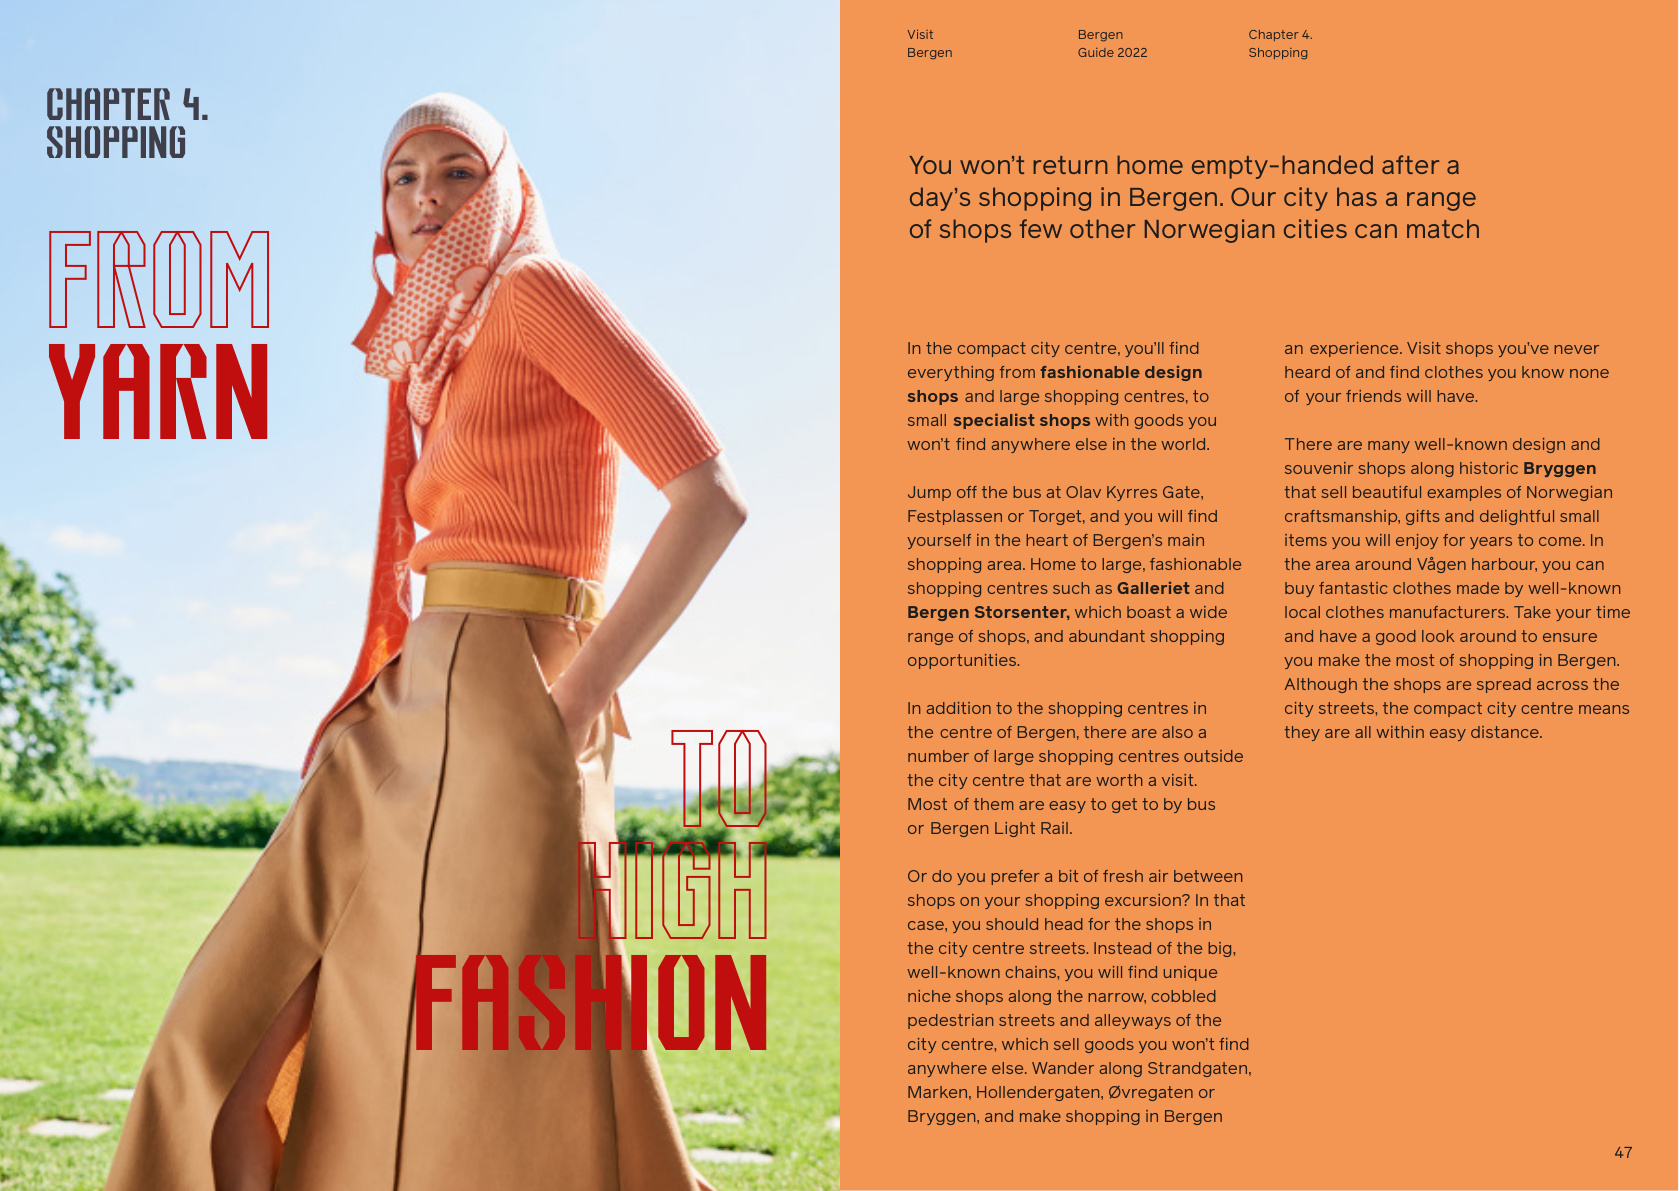 CHAPTER 4.
SHOPPING
FROM
YARN
TO
HIGH
FASHION
Visit
Bergen
Bergen
Guide 2022
Chapter 4.
Shopping
You won’t return home empty-handed after a
day’s shopping in Bergen. Our city has a range
of shops few other Norwegian cities can match
In the compact city centre, you’ll find
everything from fashionable design
shops and large shopping centres, to
small specialist shops with goods you
won’t find anywhere else in the world.
Jump off the bus at Olav Kyrres Gate,
Festplassen or Torget, and you will find
yourself in the heart of Bergen’s main
shopping area. Home to large, fashionable
shopping centres such as Galleriet and
Bergen Storsenter, which boast a wide
range of shops, and abundant shopping
opportunities.
In addition to the shopping centres in
the centre of Bergen, there are also a
number of large shopping centres outside
the city centre that are worth a visit.
Most of them are easy to get to by bus
or Bergen Light Rail.
Or do you prefer a bit of fresh air between
shops on your shopping excursion? In that
case, you should head for the shops in
the city centre streets. Instead of the big,
well-known chains, you will find unique
niche shops along the narrow, cobbled
pedestrian streets and alleyways of the
city centre, which sell goods you won’t find
anywhere else. Wander along Strandgaten,
Marken, Hollendergaten, Øvregaten or
Bryggen, and make shopping in Bergen
an experience. Visit shops you’ve never
heard of and find clothes you know none
of your friends will have.
There are many well-known design and
souvenir shops along historic Bryggen
that sell beautiful examples of Norwegian
craftsmanship, gifts and delightful small
items you will enjoy for years to come. In
the area around Vågen harbour, you can
buy fantastic clothes made by well-known
local clothes manufacturers. Take your time
and have a good look around to ensure
you make the most of shopping in Bergen.
Although the shops are spread across the
city streets, the compact city centre means
they are all within easy distance.
47